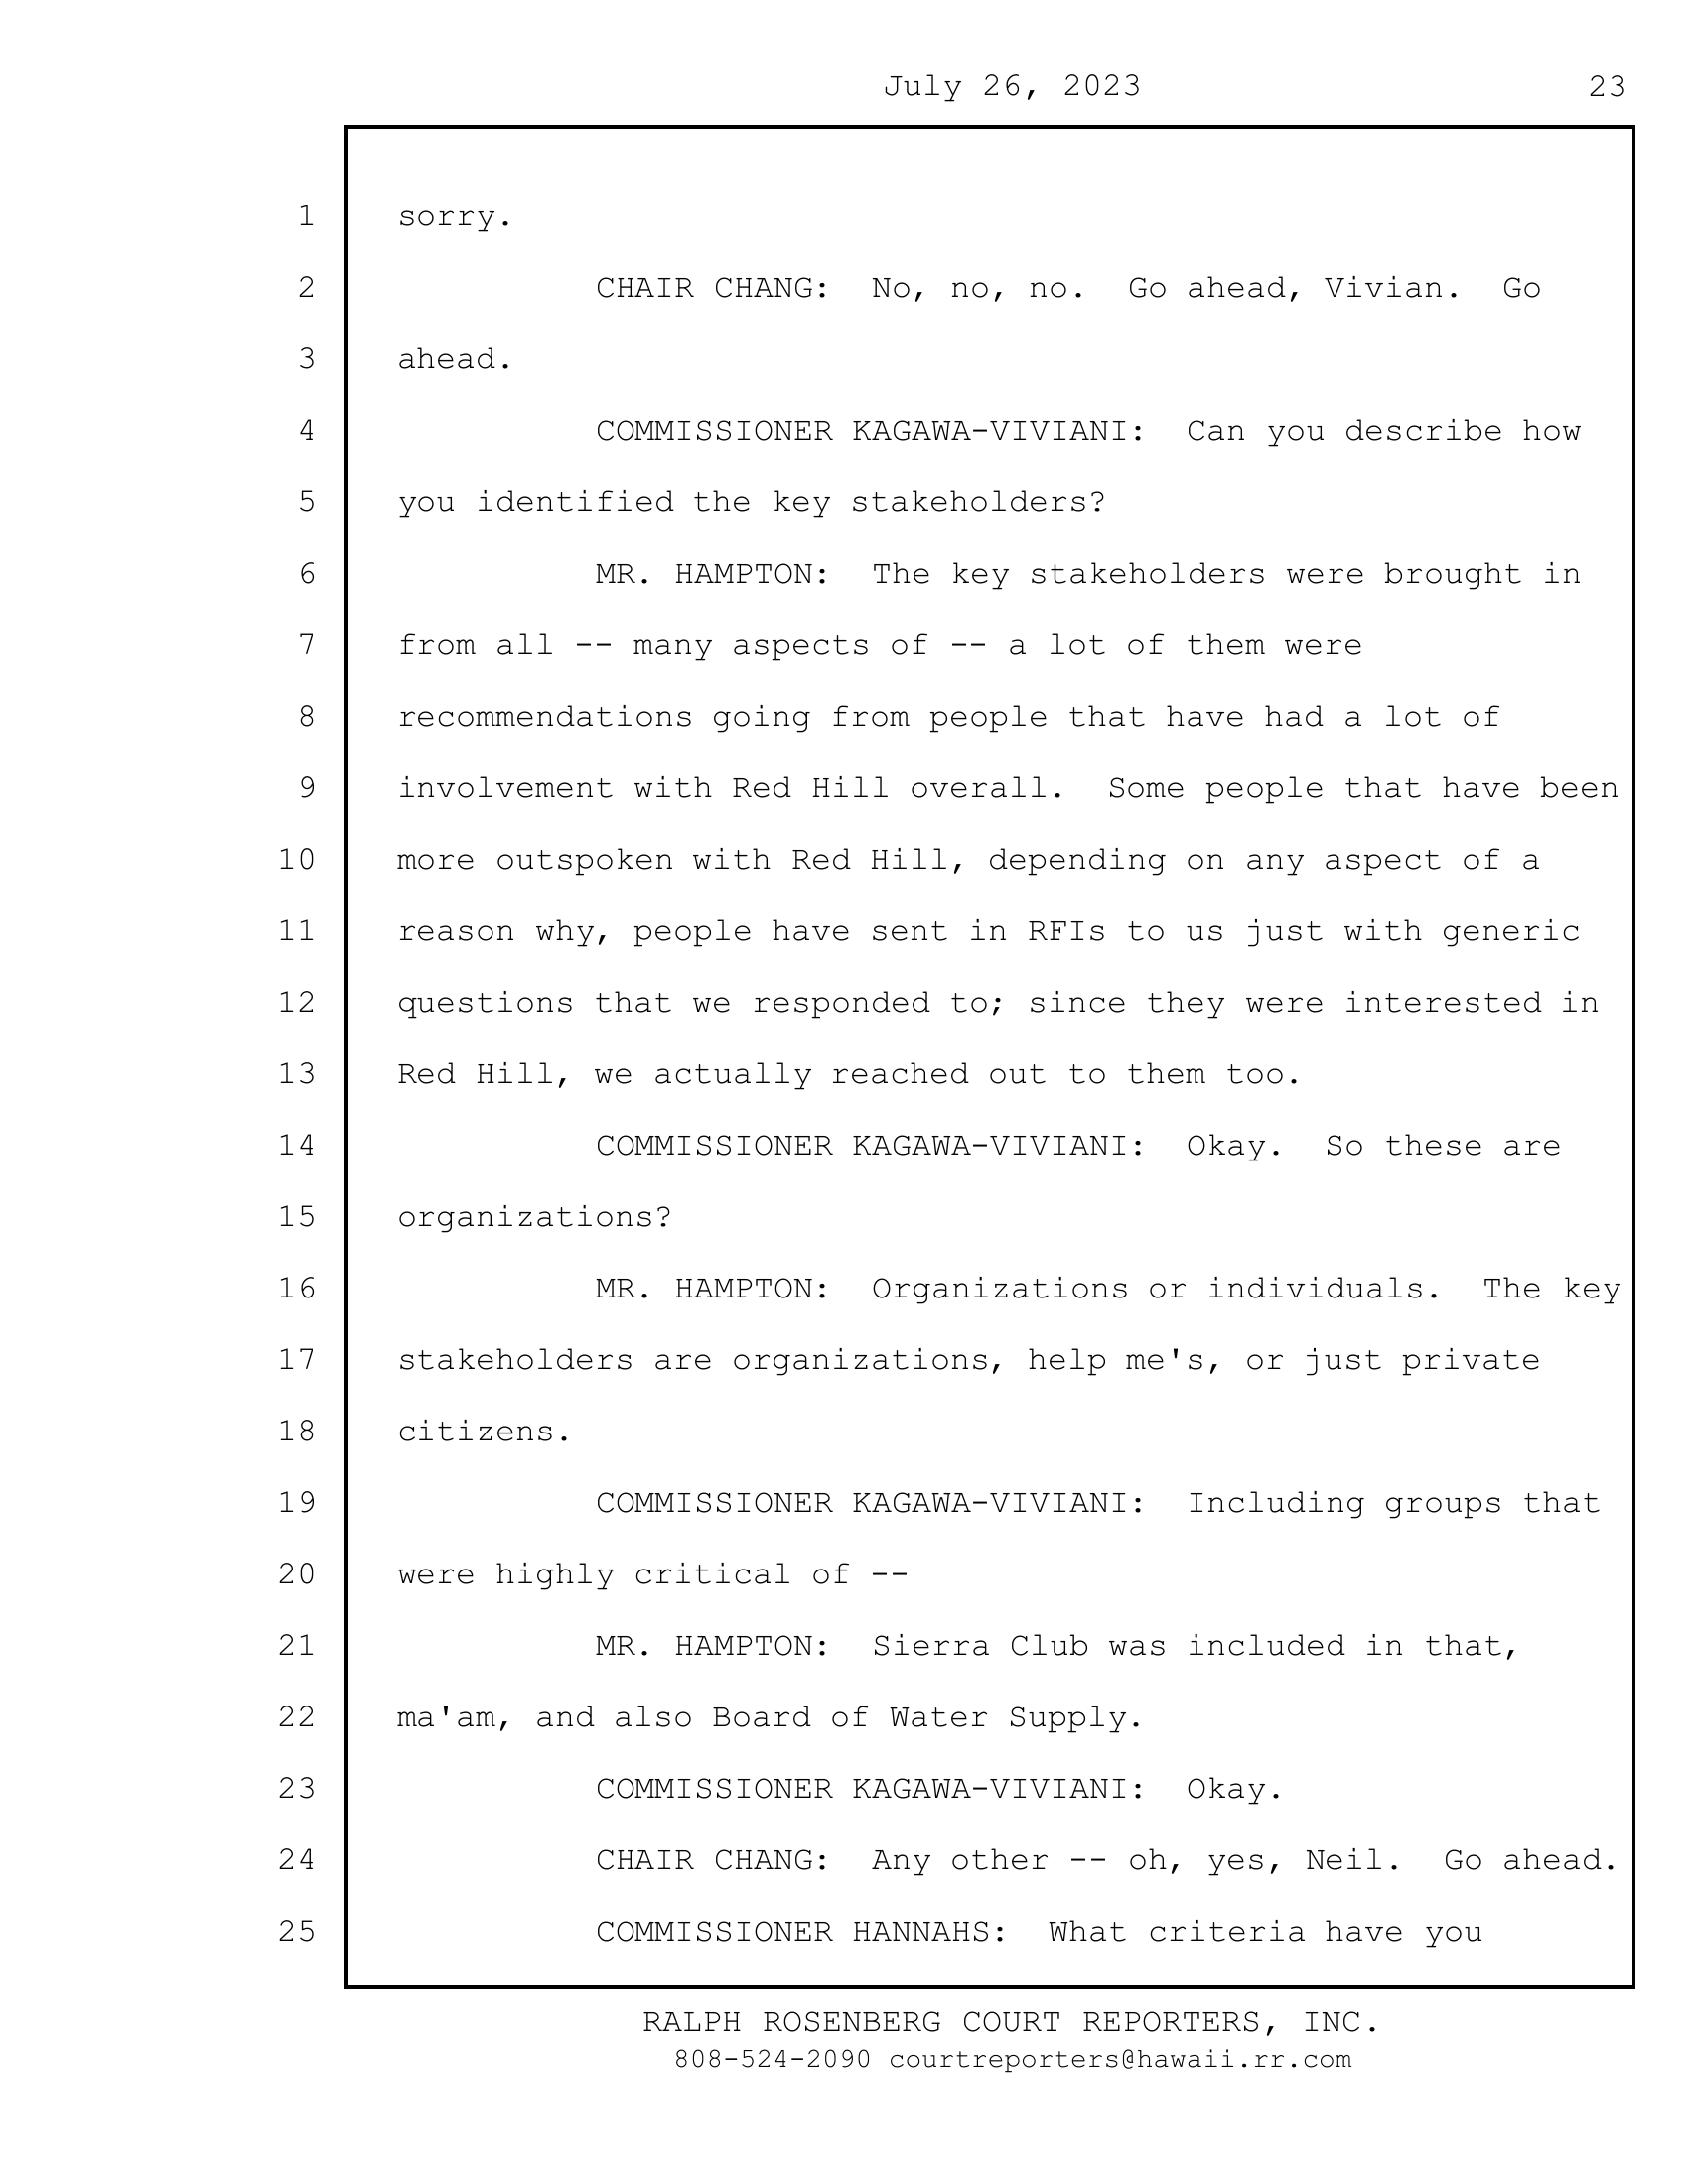 July 26, 2023 23
1 sorry.
2 CHAIR CHANG: No, no, no. Go ahead, Vivian. Go
3 ahead.
4 COMMISSIONER KAGAWA-VIVIANI: Can you describe how
5 you identified the key stakeholders?
6 MR. HAMPTON: The key stakeholders were brought in
7 from all -- many aspects of -- a lot of them were
8 recommendations going from people that have had a lot of
9 involvement with Red Hill overall. Some people that have been
10 more outspoken with Red Hill, depending on any aspect of a
11 reason why, people have sent in RFIs to us just with generic
12 questions that we responded to; since they were interested in
13 Red Hill, we actually reached out to them too.
14 COMMISSIONER KAGAWA-VIVIANI: Okay. So these are
15 organizations?
16 MR. HAMPTON: Organizations or individuals. The key
17 stakeholders are organizations, help me's, or just private
18 citizens.
19 COMMISSIONER KAGAWA-VIVIANI: Including groups that
20 were highly critical of --
21 MR. HAMPTON: Sierra Club was included in that,
22 ma'am, and also Board of Water Supply.
23 COMMISSIONER KAGAWA-VIVIANI: Okay.
24 CHAIR CHANG: Any other -- oh, yes, Neil. Go ahead.
25 COMMISSIONER HANNAHS: What criteria have you
RALPH ROSENBERG COURT REPORTERS, INC.
808-524-2090 courtreporters@hawaii.rr.com